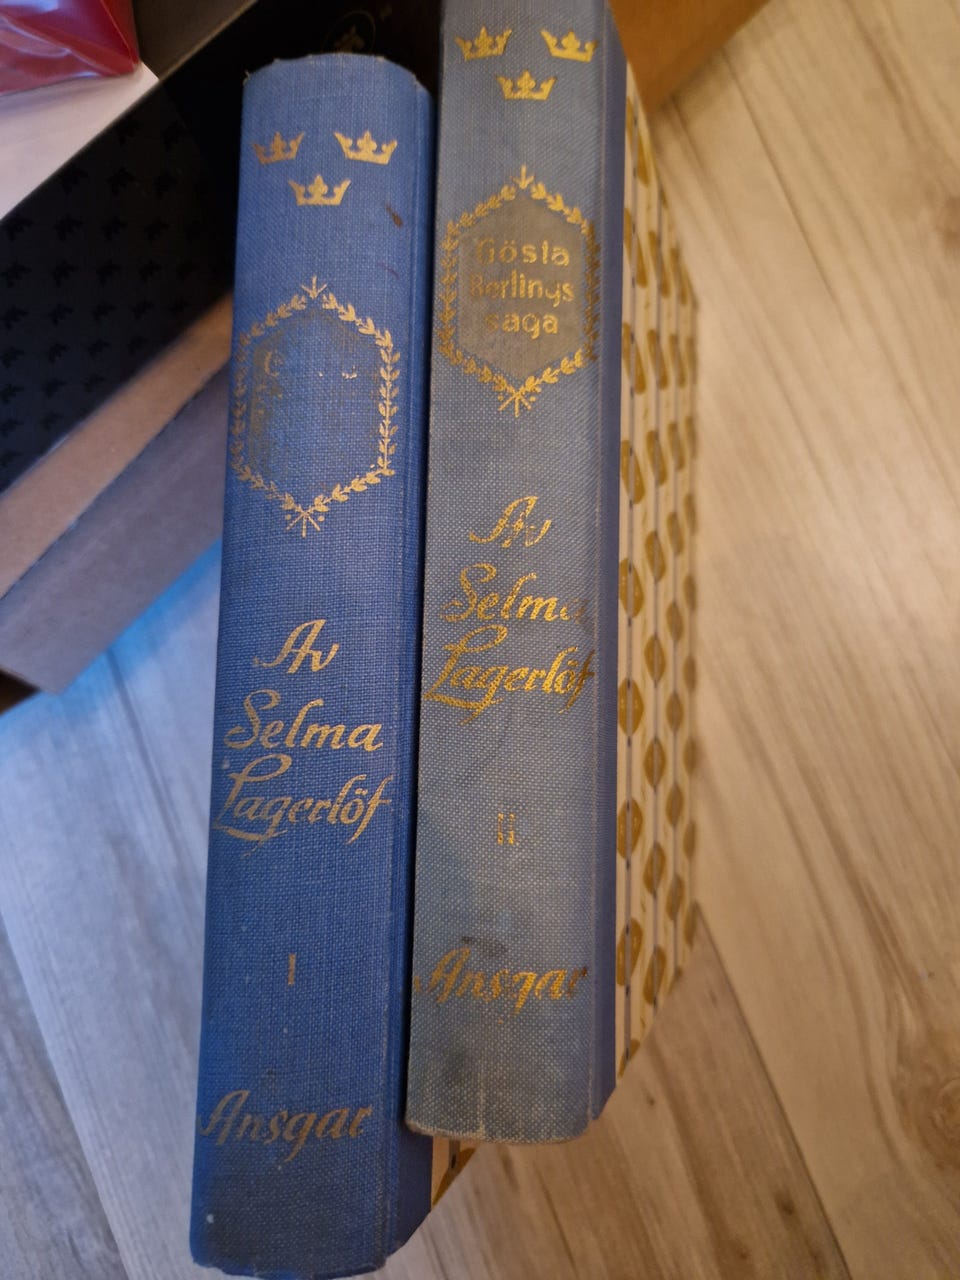 Av
Selma
Lagerlöf
I
Ansgar
Gösta
Berlings
saga
Av
Selma
Lagerlöf
II
Ansgar